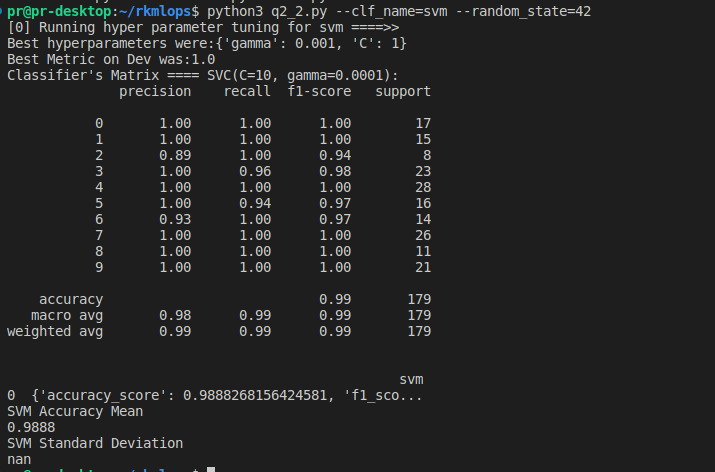 pr@pr-desktop:~/rkmlops$ python3 q2_2.py --clf_name=svm --random_state=42
[0] Running hyper parameter tuning for svm ====>>
Best hyperparameters were:{'gamma': 0.001, 'C': 1}
Best Metric on Dev was:1.0
Classifier's Matrix ==== SVC(C=10, gamma=0.0001):
precision recall f1-score support
0 1.00 1.00 1.00 17
1 1.00 1.00 1.00 15
2 0.89 1.00 0.94 8
3 1.00 0.96 0.98 23
4 1.00 1.00 1.00 28
5 1.00 0.94 0.97 16
6 0.93 1.00 0.97 14
7 1.00 1.00 1.00 26
8 1.00 1.00 1.00 11
9 1.00 1.00 1.00 21
accuracy 0.99 179
macro avg 0.98 0.99 0.99 179
weighted avg 0.99 0.99 0.99 179
svm
0 {'accuracy_score': 0.9888268156424581, 'f1_sco...
SVM Accuracy Mean
0.9888
SVM Standard Deviation
nan